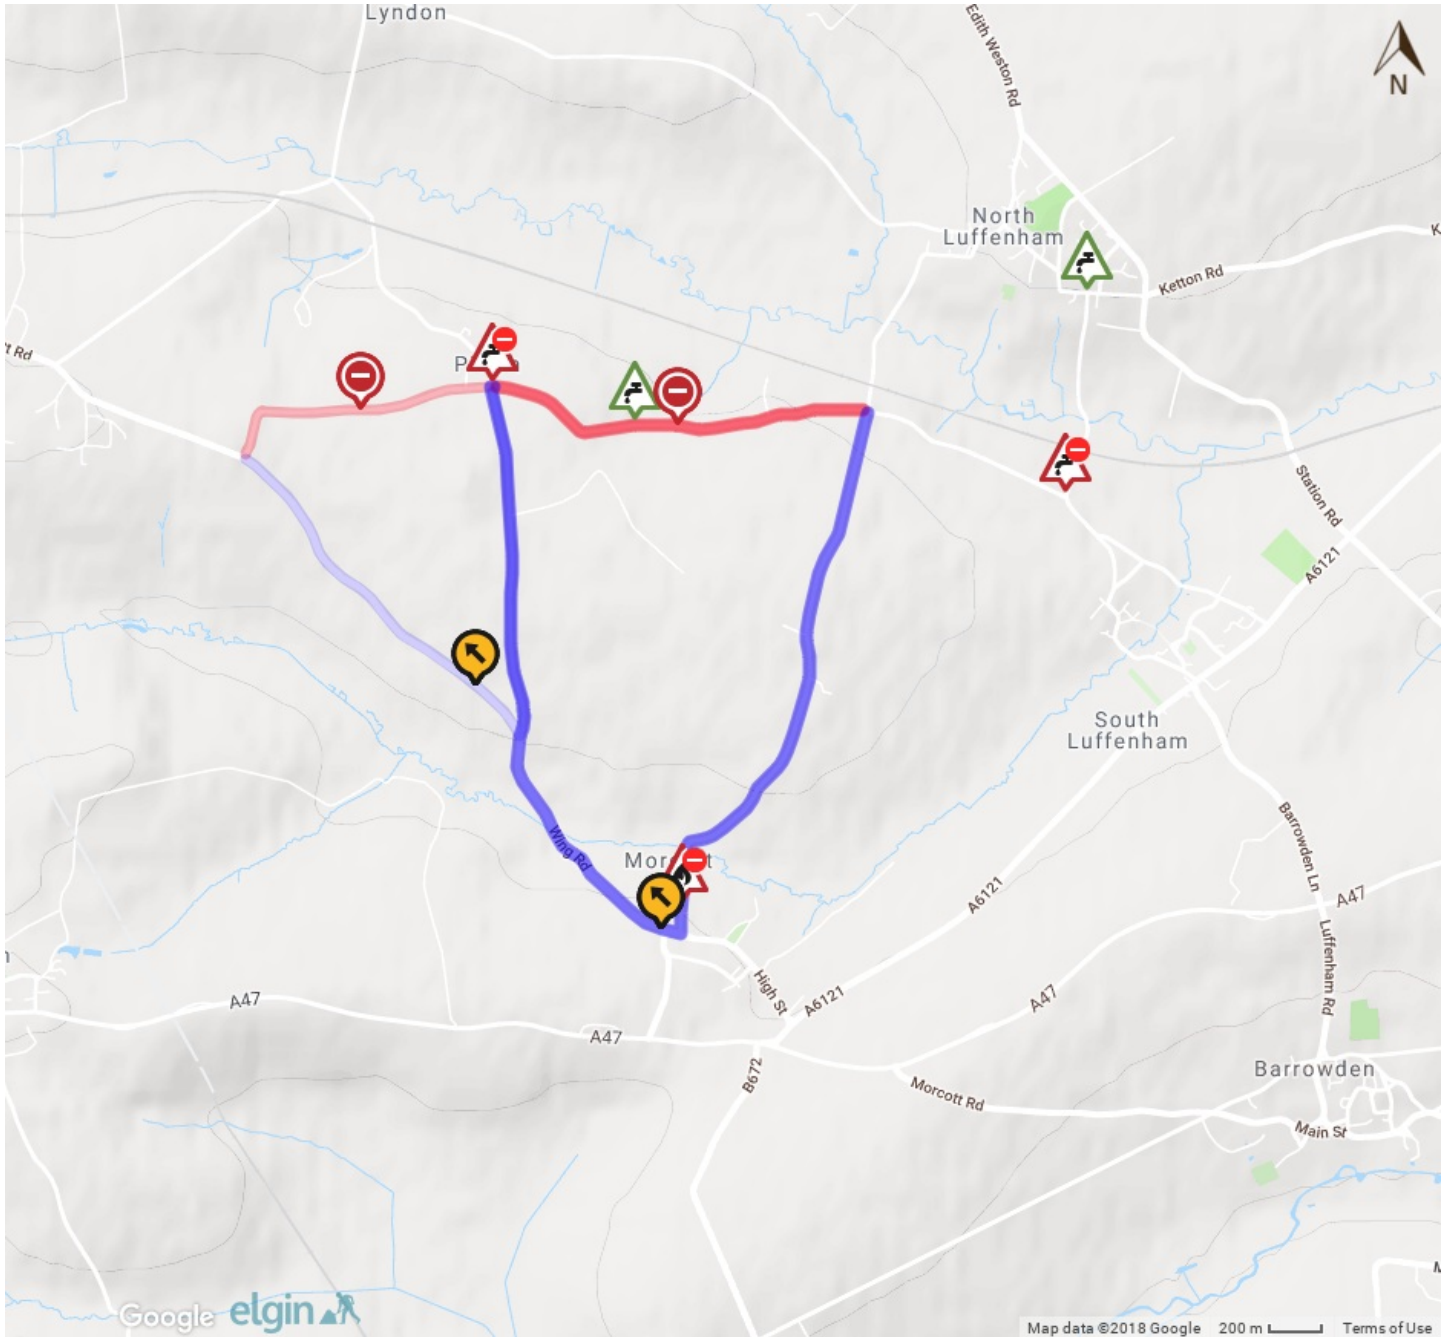 Lyndon
Edith Weston Rd
N
North
Luffenham
Ketton Rd
tt Rd
Station Rd
A6121
South
Luffenham
Wing Rd
Barrowden Ln
A6121
A47
Luffenham Rd
High St
A6121
A47
A47
A47
B672
Barrowden
Morcott Rd
Main St
Google elgin
Map data ©2018 Google 200 m Terms of Use